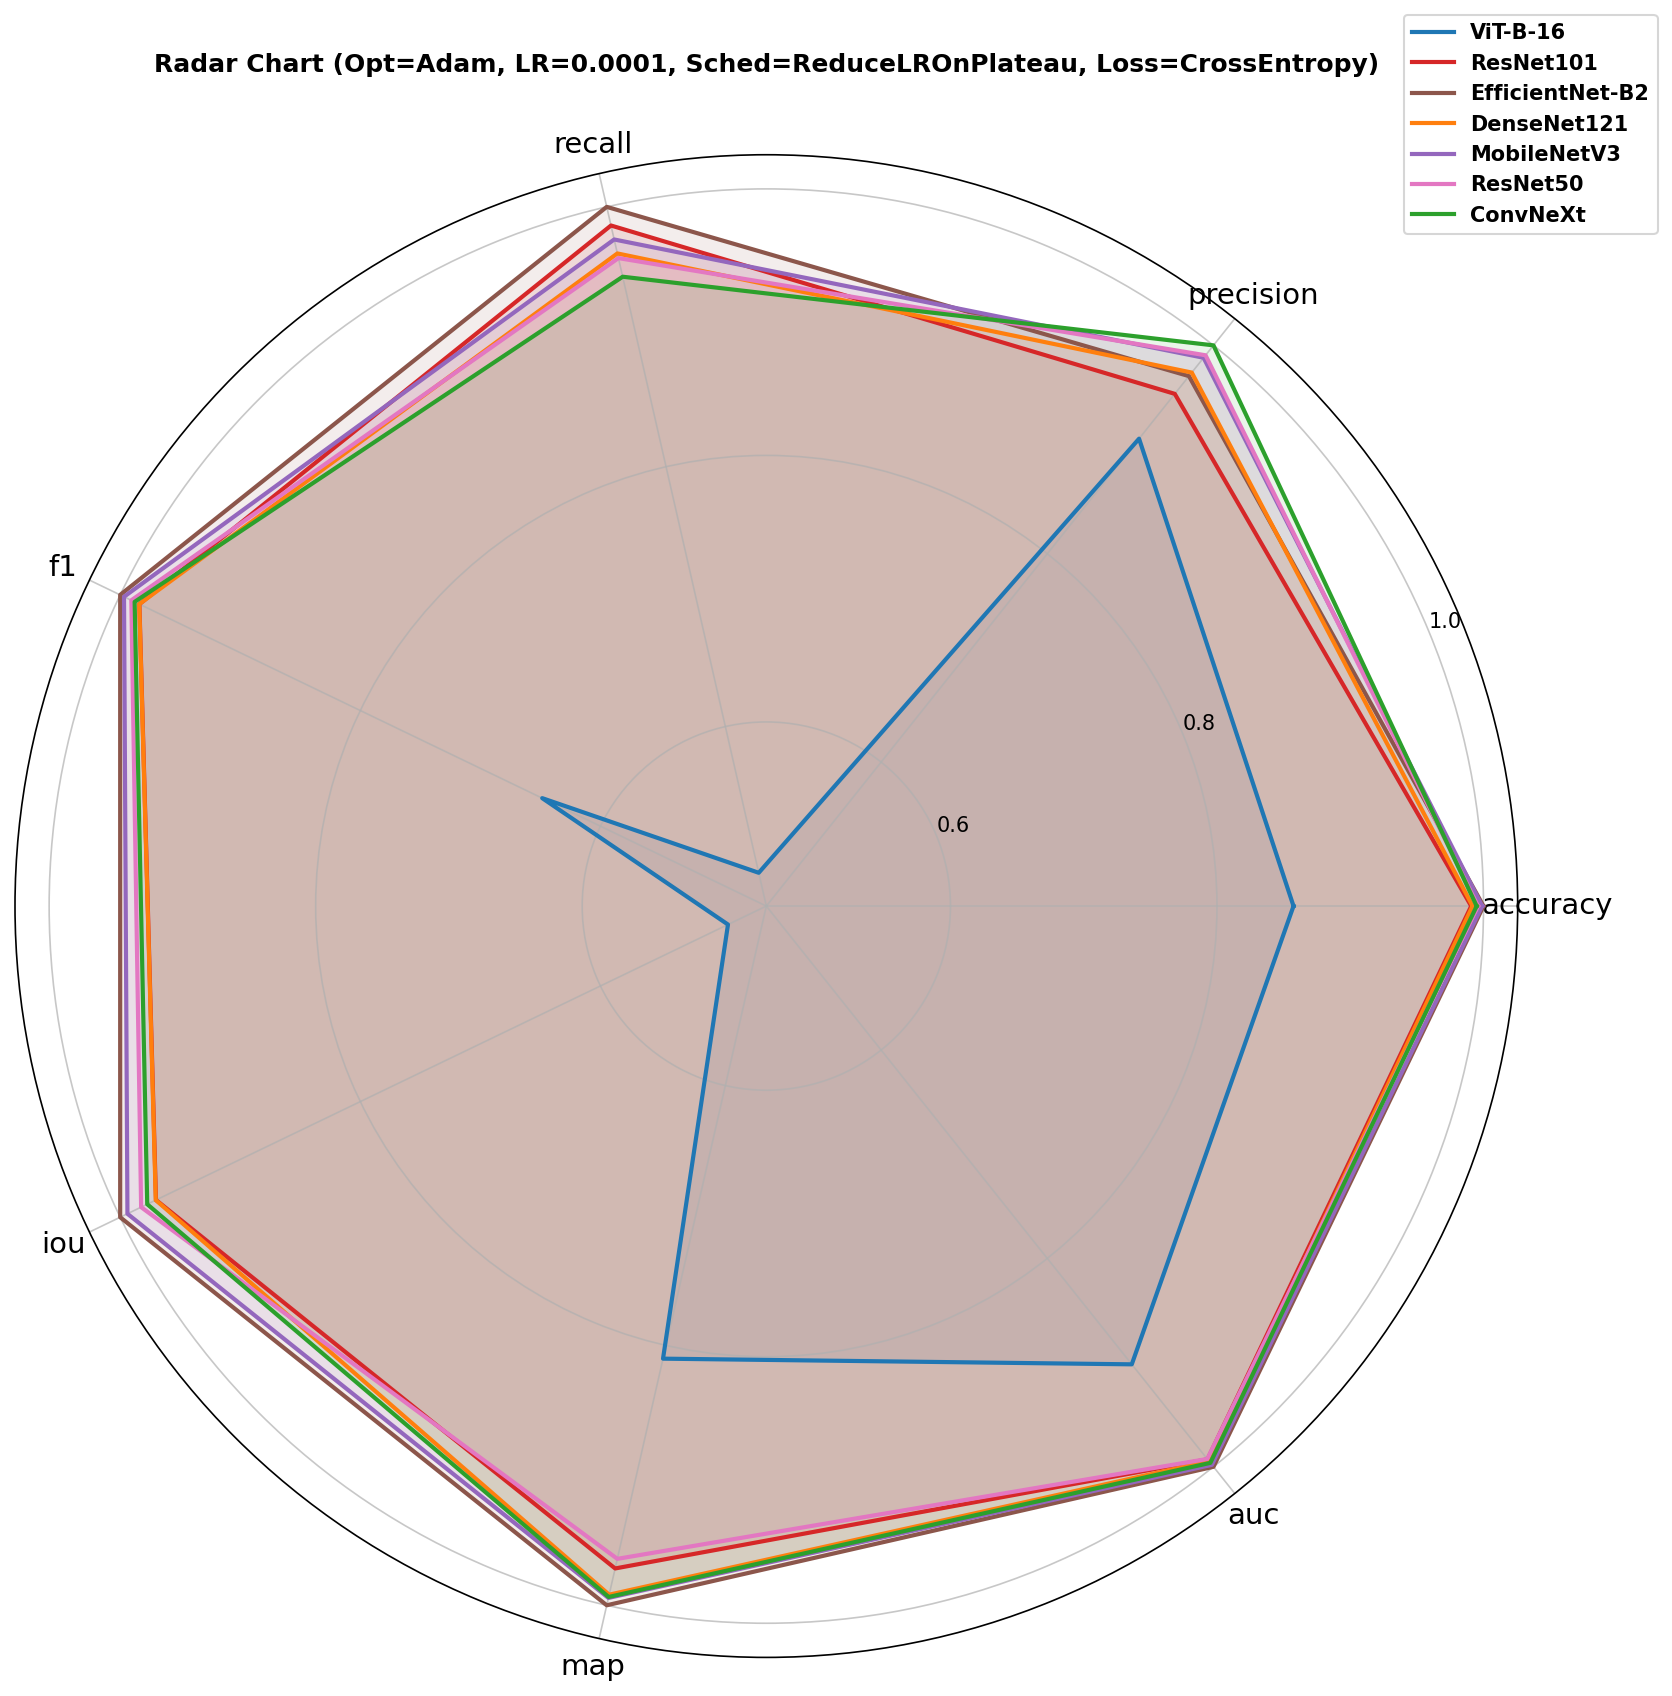 ViT-B-16
ResNet101
EfficientNet-B2
DenseNet121
MobileNetV3
ResNet50
ConvNeXt
Radar Chart (Opt=Adam, LR=0.0001, Sched=ReduceLROnPlateau, Loss=CrossEntropy)
recall
precision
f1
1.0
0.8
0.6
accuracy
iou
auc
map